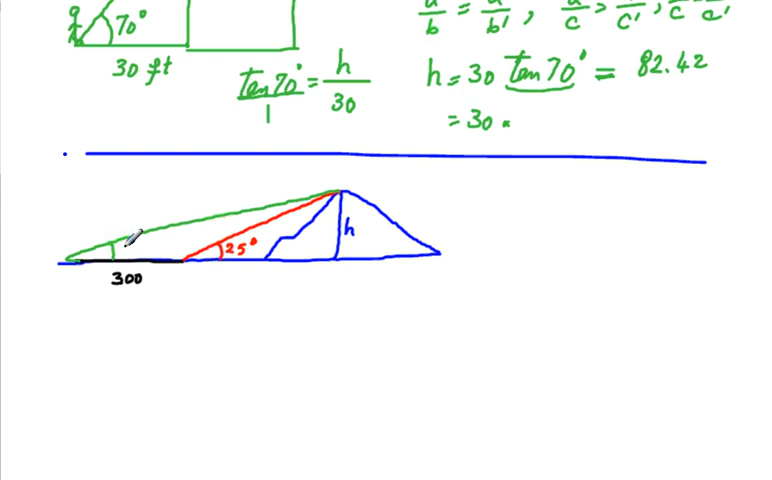 a/b = a'/b' , a/c > /c' , /c c'
70°
30 ft
tan 70°/1 = h/30
h = 30 tan 70° = 82.42
= 30 .
25°
h
300